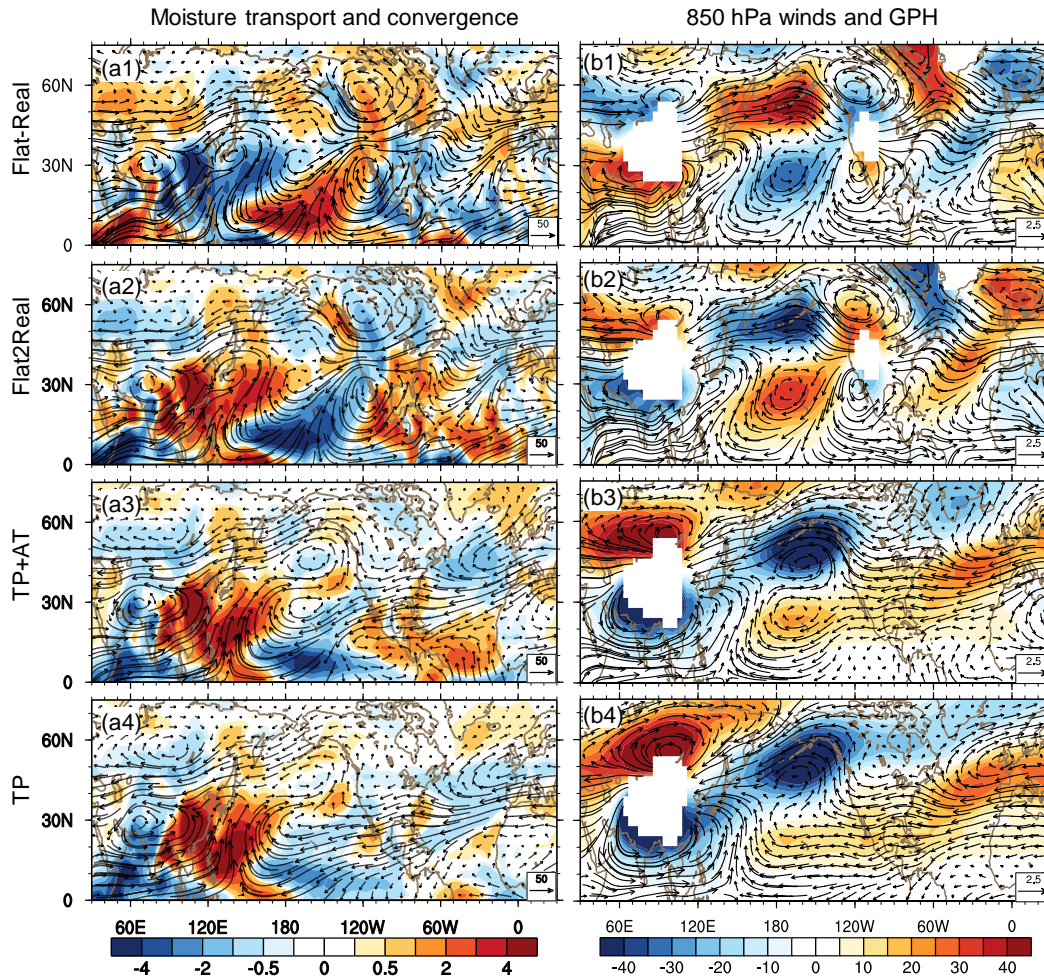 Moisture transport and convergence 850 hPa winds and GPH
Flat-Real
(a1)
60N
30N
0
50
(b1)
2.5
Flat2Real
(a2)
60N
30N
0
50
(b2)
2.5
TP+AT
(a3)
60N
30N
0
50
(b3)
2.5
TP
(a4)
60N
30N
0
50
(b4)
2.5
60E 120E 180 120W 60W 0
60E 120E 180 120W 60W 0
-4 -2 -0.5 0 0.5 2 4
-40 -30 -20 -10 0 10 20 30 40